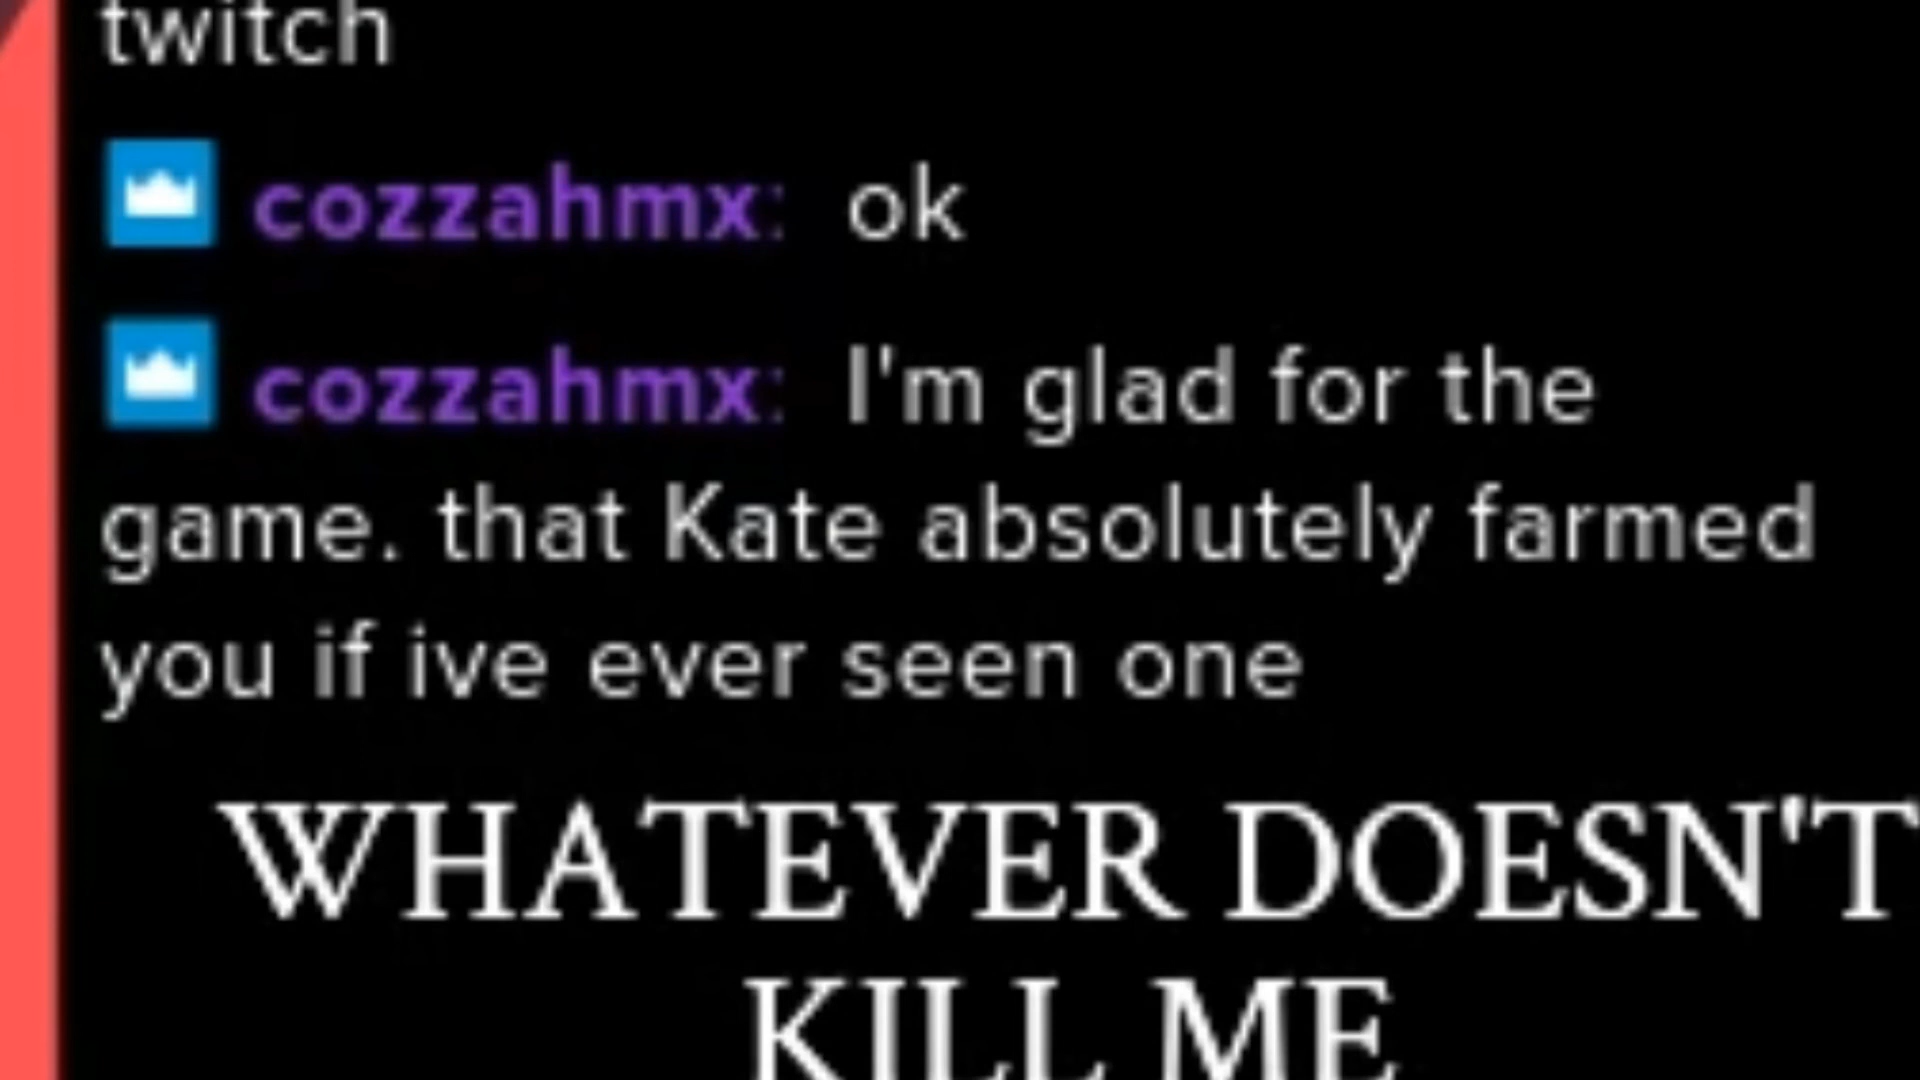 twitch
cozzahmx: ok
cozzahmx: I'm glad for the
game. that Kate absolutely farmed
you if ive ever seen one
WHATEVER DOESN'T
KILL ME